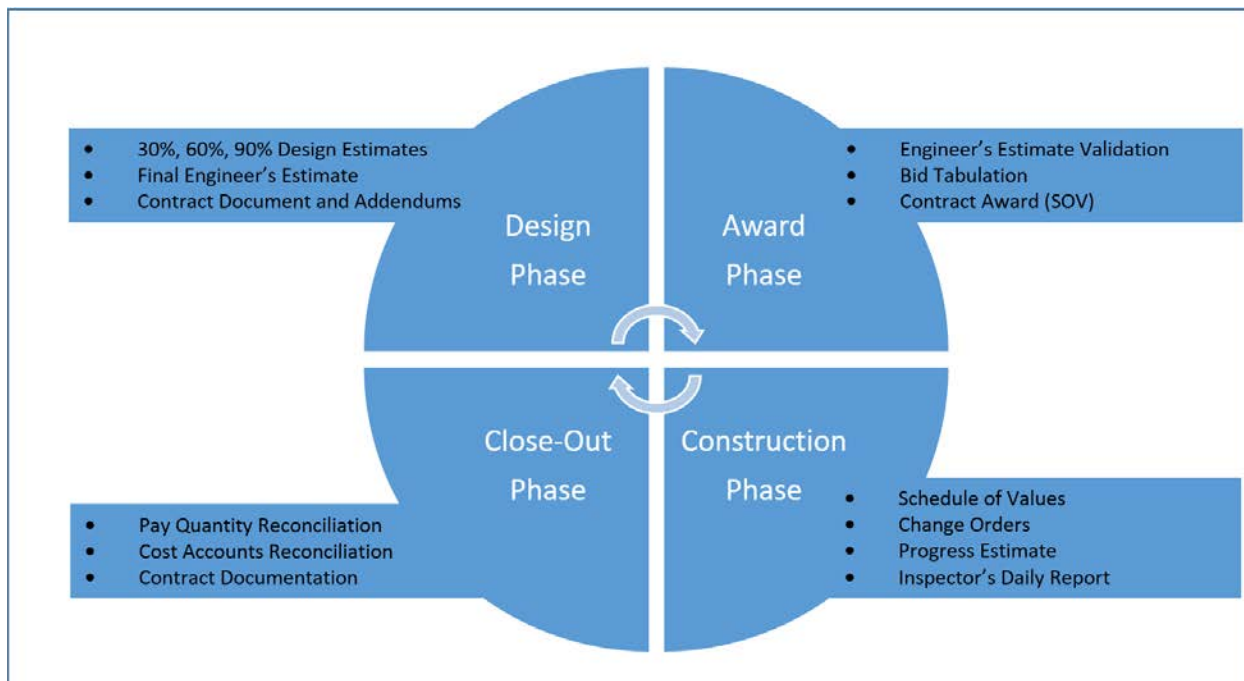 • 30%, 60%, 90% Design Estimates
• Final Engineer’s Estimate
• Contract Document and Addendums
Design
Phase
• Engineer’s Estimate Validation
• Bid Tabulation
• Contract Award (SOV)
Award
Phase
Close-Out
Phase
• Pay Quantity Reconciliation
• Cost Accounts Reconciliation
• Contract Documentation
Construction
Phase
• Schedule of Values
• Change Orders
• Progress Estimate
• Inspector’s Daily Report